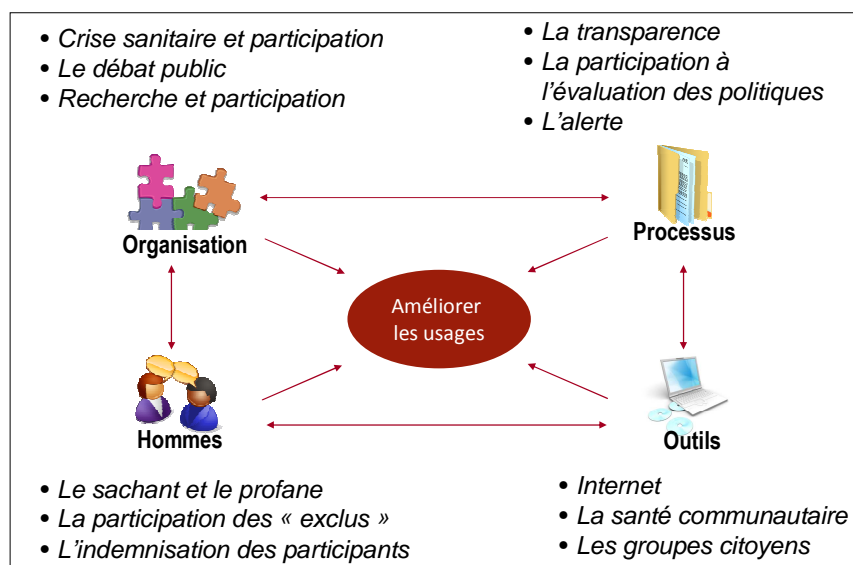 • Crise sanitaire et participation
• Le débat public
• Recherche et participation
• La transparence
• La participation à
l'évaluation des politiques
• L'alerte
Organisation
Processus
Améliorer
les usages
Hommes
Outils
• Le sachant et le profane
• La participation des « exclus »
• L'indemnisation des participants
• Internet
• La santé communautaire
• Les groupes citoyens